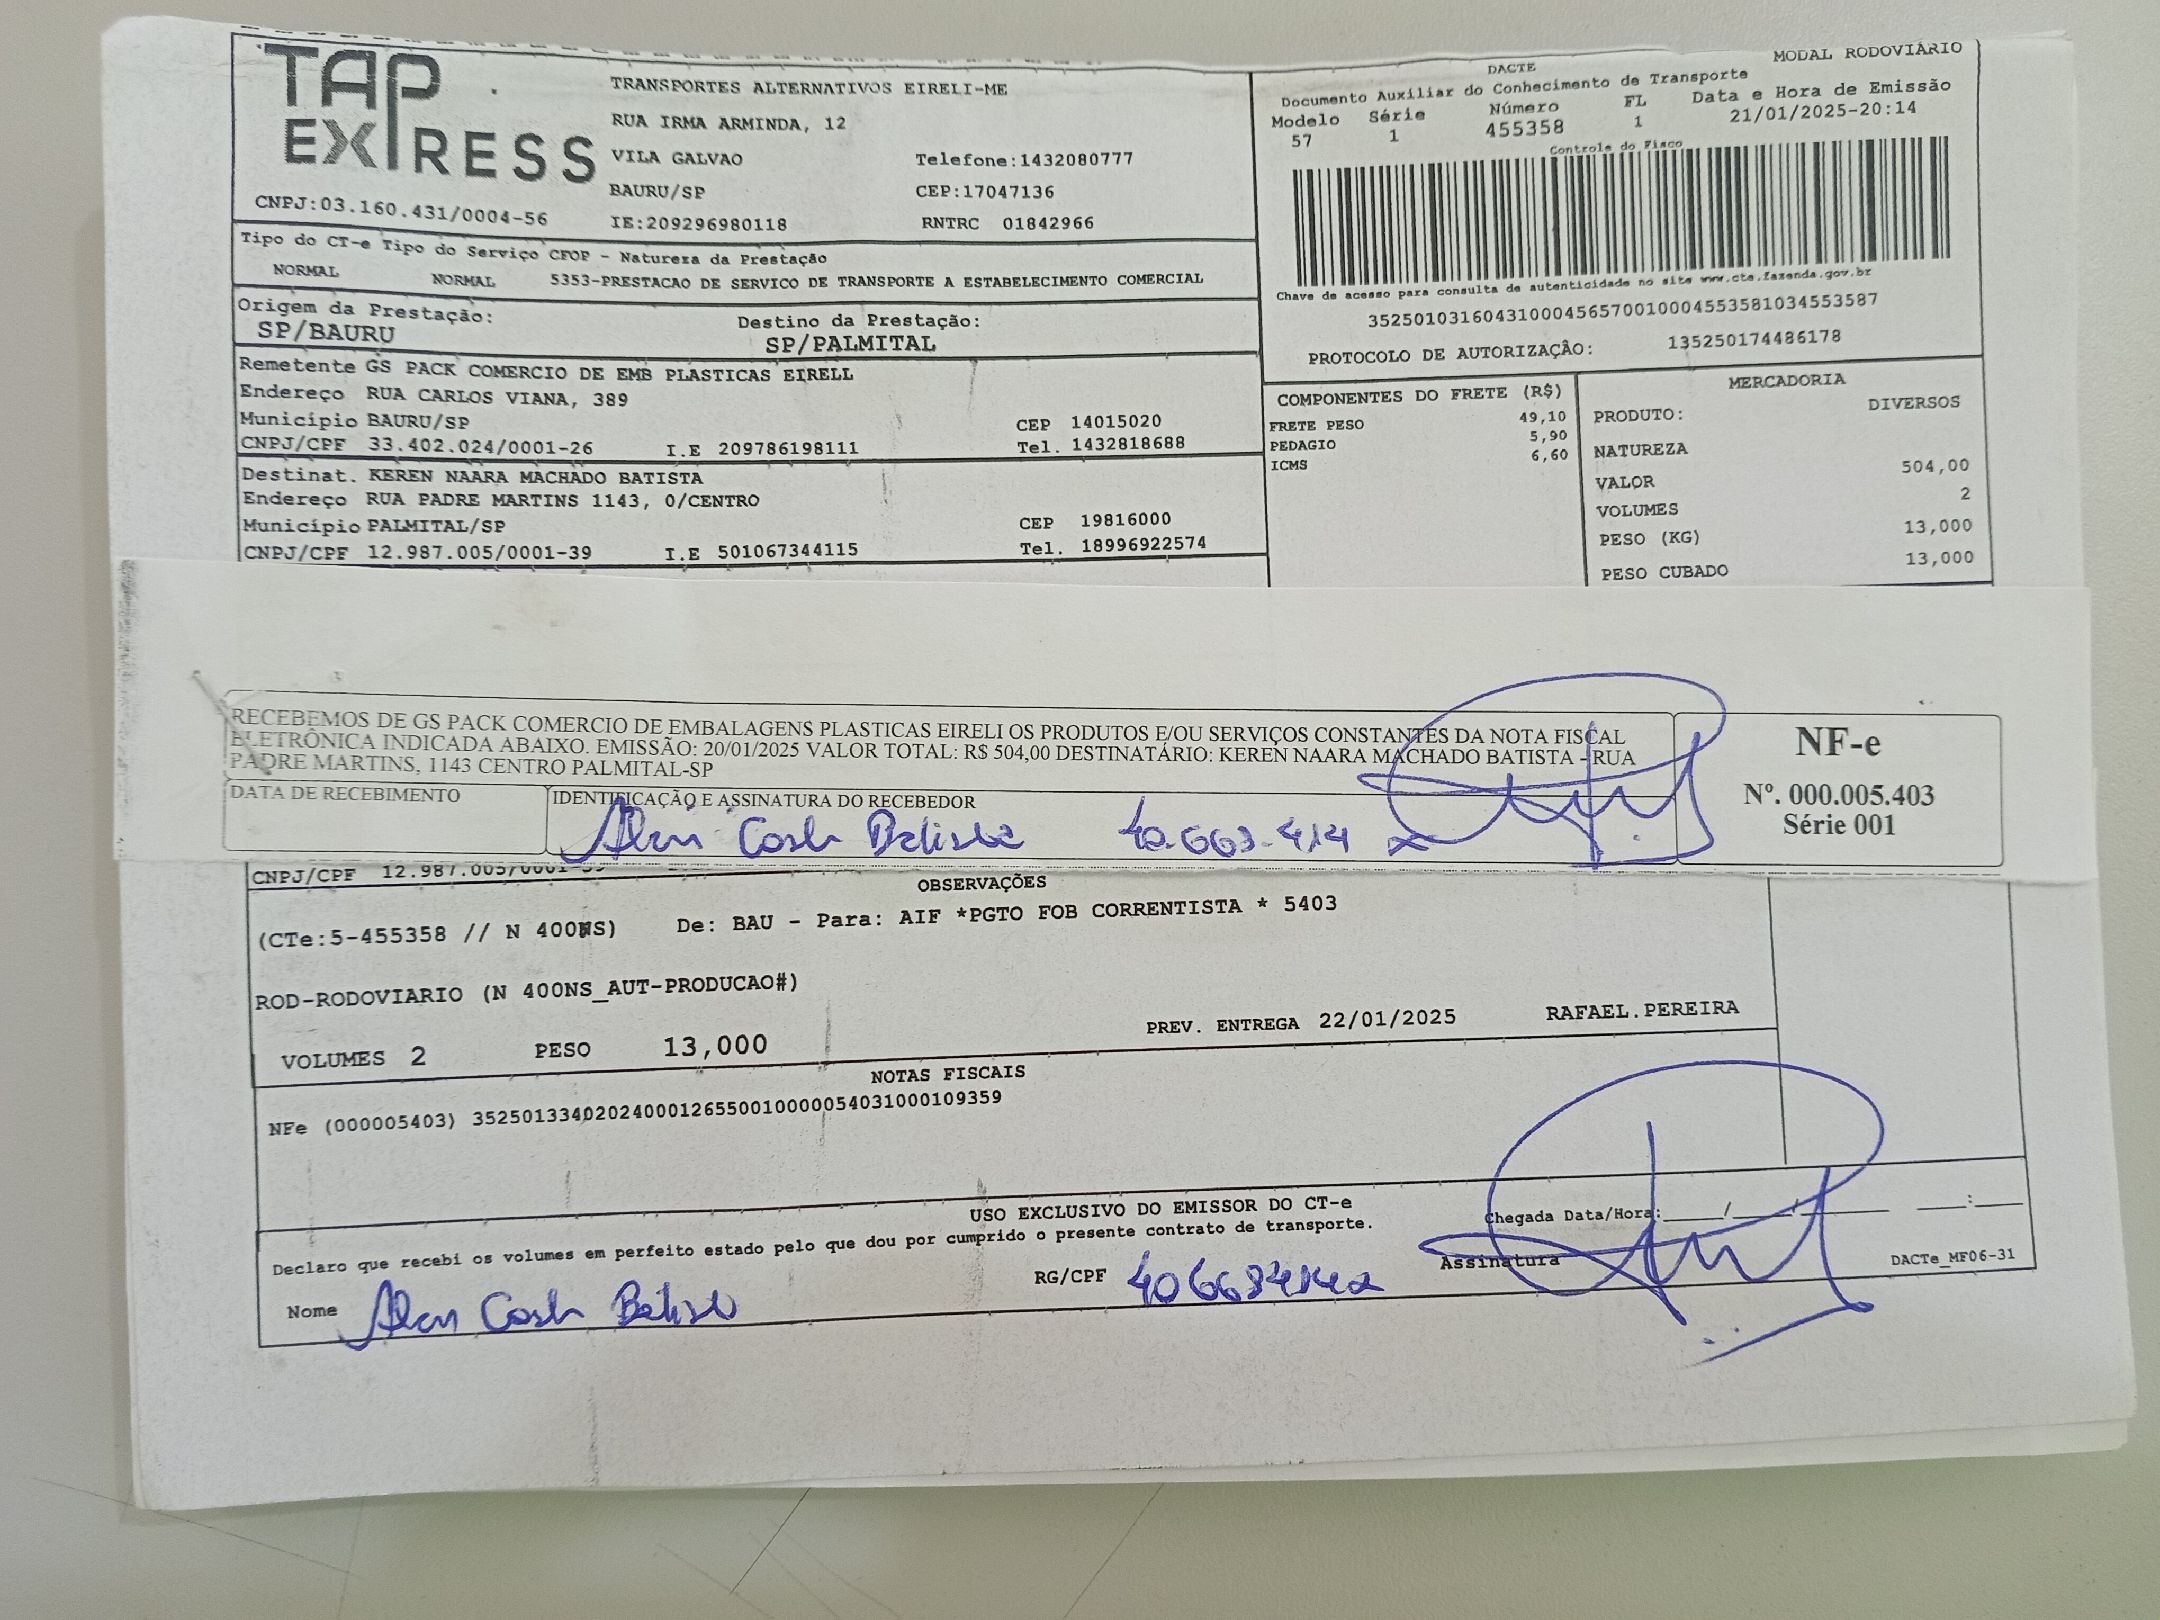 TAP
EXPRESS
CNPJ:03.160.431/0004-56
TRANSPORTES ALTERNATIVOS EIRELI-ME
RUA IRMA ARMINDA, 12
VILA GALVAO Telefone:1432080777
BAURU/SP CEP:17047136
IE:209296980118 RNTRC 01842966
MODAL RODOVIÁRIO
DACTE
Documento Auxiliar do Conhecimento de Transporte
Modelo Série Número FL Data e Hora de Emissão
57 1 455358 1 21/01/2025-20:14
Controle do Fisco
Chave de acesso para consulta de autenticidade no site www.cte.fazenda.gov.br
35250103160431000456570010004553581034553587
PROTOCOLO DE AUTORIZAÇÃO: 135250174486178
Tipo do CT-e Tipo do Serviço CFOP - Natureza da Prestação
NORMAL NORMAL 5353-PRESTACAO DE SERVICO DE TRANSPORTE A ESTABELECIMENTO COMERCIAL
Origem da Prestação: Destino da Prestação:
SP/BAURU SP/PALMITAL
Remetente GS PACK COMERCIO DE EMB PLASTICAS EIRELL
Endereço RUA CARLOS VIANA, 389
Município BAURU/SP CEP 14015020
CNPJ/CPF 33.402.024/0001-26 I.E 209786198111 Tel. 1432818688
Destinat. KEREN NAARA MACHADO BATISTA
Endereço RUA PADRE MARTINS 1143, 0/CENTRO
Município PALMITAL/SP CEP 19816000
CNPJ/CPF 12.987.005/0001-39 I.E 501067344115 Tel. 18996922574
COMPONENTES DO FRETE (R$)
FRETE PESO 49,10
PEDAGIO 5,90
ICMS 6,60
MERCADORIA
PRODUTO: DIVERSOS
NATUREZA
VALOR 504,00
VOLUMES 2
PESO (KG) 13,000
PESO CUBADO 13,000
RECEBEMOS DE GS PACK COMERCIO DE EMBALAGENS PLASTICAS EIRELI OS PRODUTOS E/OU SERVIÇOS CONSTANTES DA NOTA FISCAL
ELETRÔNICA INDICADA ABAIXO. EMISSÃO: 20/01/2025 VALOR TOTAL: R$ 504,00 DESTINATÁRIO: KEREN NAARA MACHADO BATISTA - RUA
PADRE MARTINS, 1143 CENTRO PALMITAL-SP
DATA DE RECEBIMENTO IDENTIFICAÇÃO E ASSINATURA DO RECEBEDOR
Batista
NF-e
Nº. 000.005.403
Série 001
CNPJ/CPF 12.987.005/0001-39
OBSERVAÇÕES
(CTe:5-455358 // N 400NS) De: BAU - Para: AIF *PGTO FOB CORRENTISTA * 5403
ROD-RODOVIARIO (N 400NS_AUT-PRODUCAO#)
VOLUMES 2 PESO 13,000 PREV. ENTREGA 22/01/2025 RAFAEL.PEREIRA
NOTAS FISCAIS
NFe (000005403) 35250133402024000126550010000054031000109359
USO EXCLUSIVO DO EMISSOR DO CT-e
Declaro que recebi os volumes em perfeito estado pelo que dou por cumprido o presente contrato de transporte.
Chegada Data/Hora:____/____/______ ____:____
Nome Batista RG/CPF Assinatura
DACTe_MF06-31